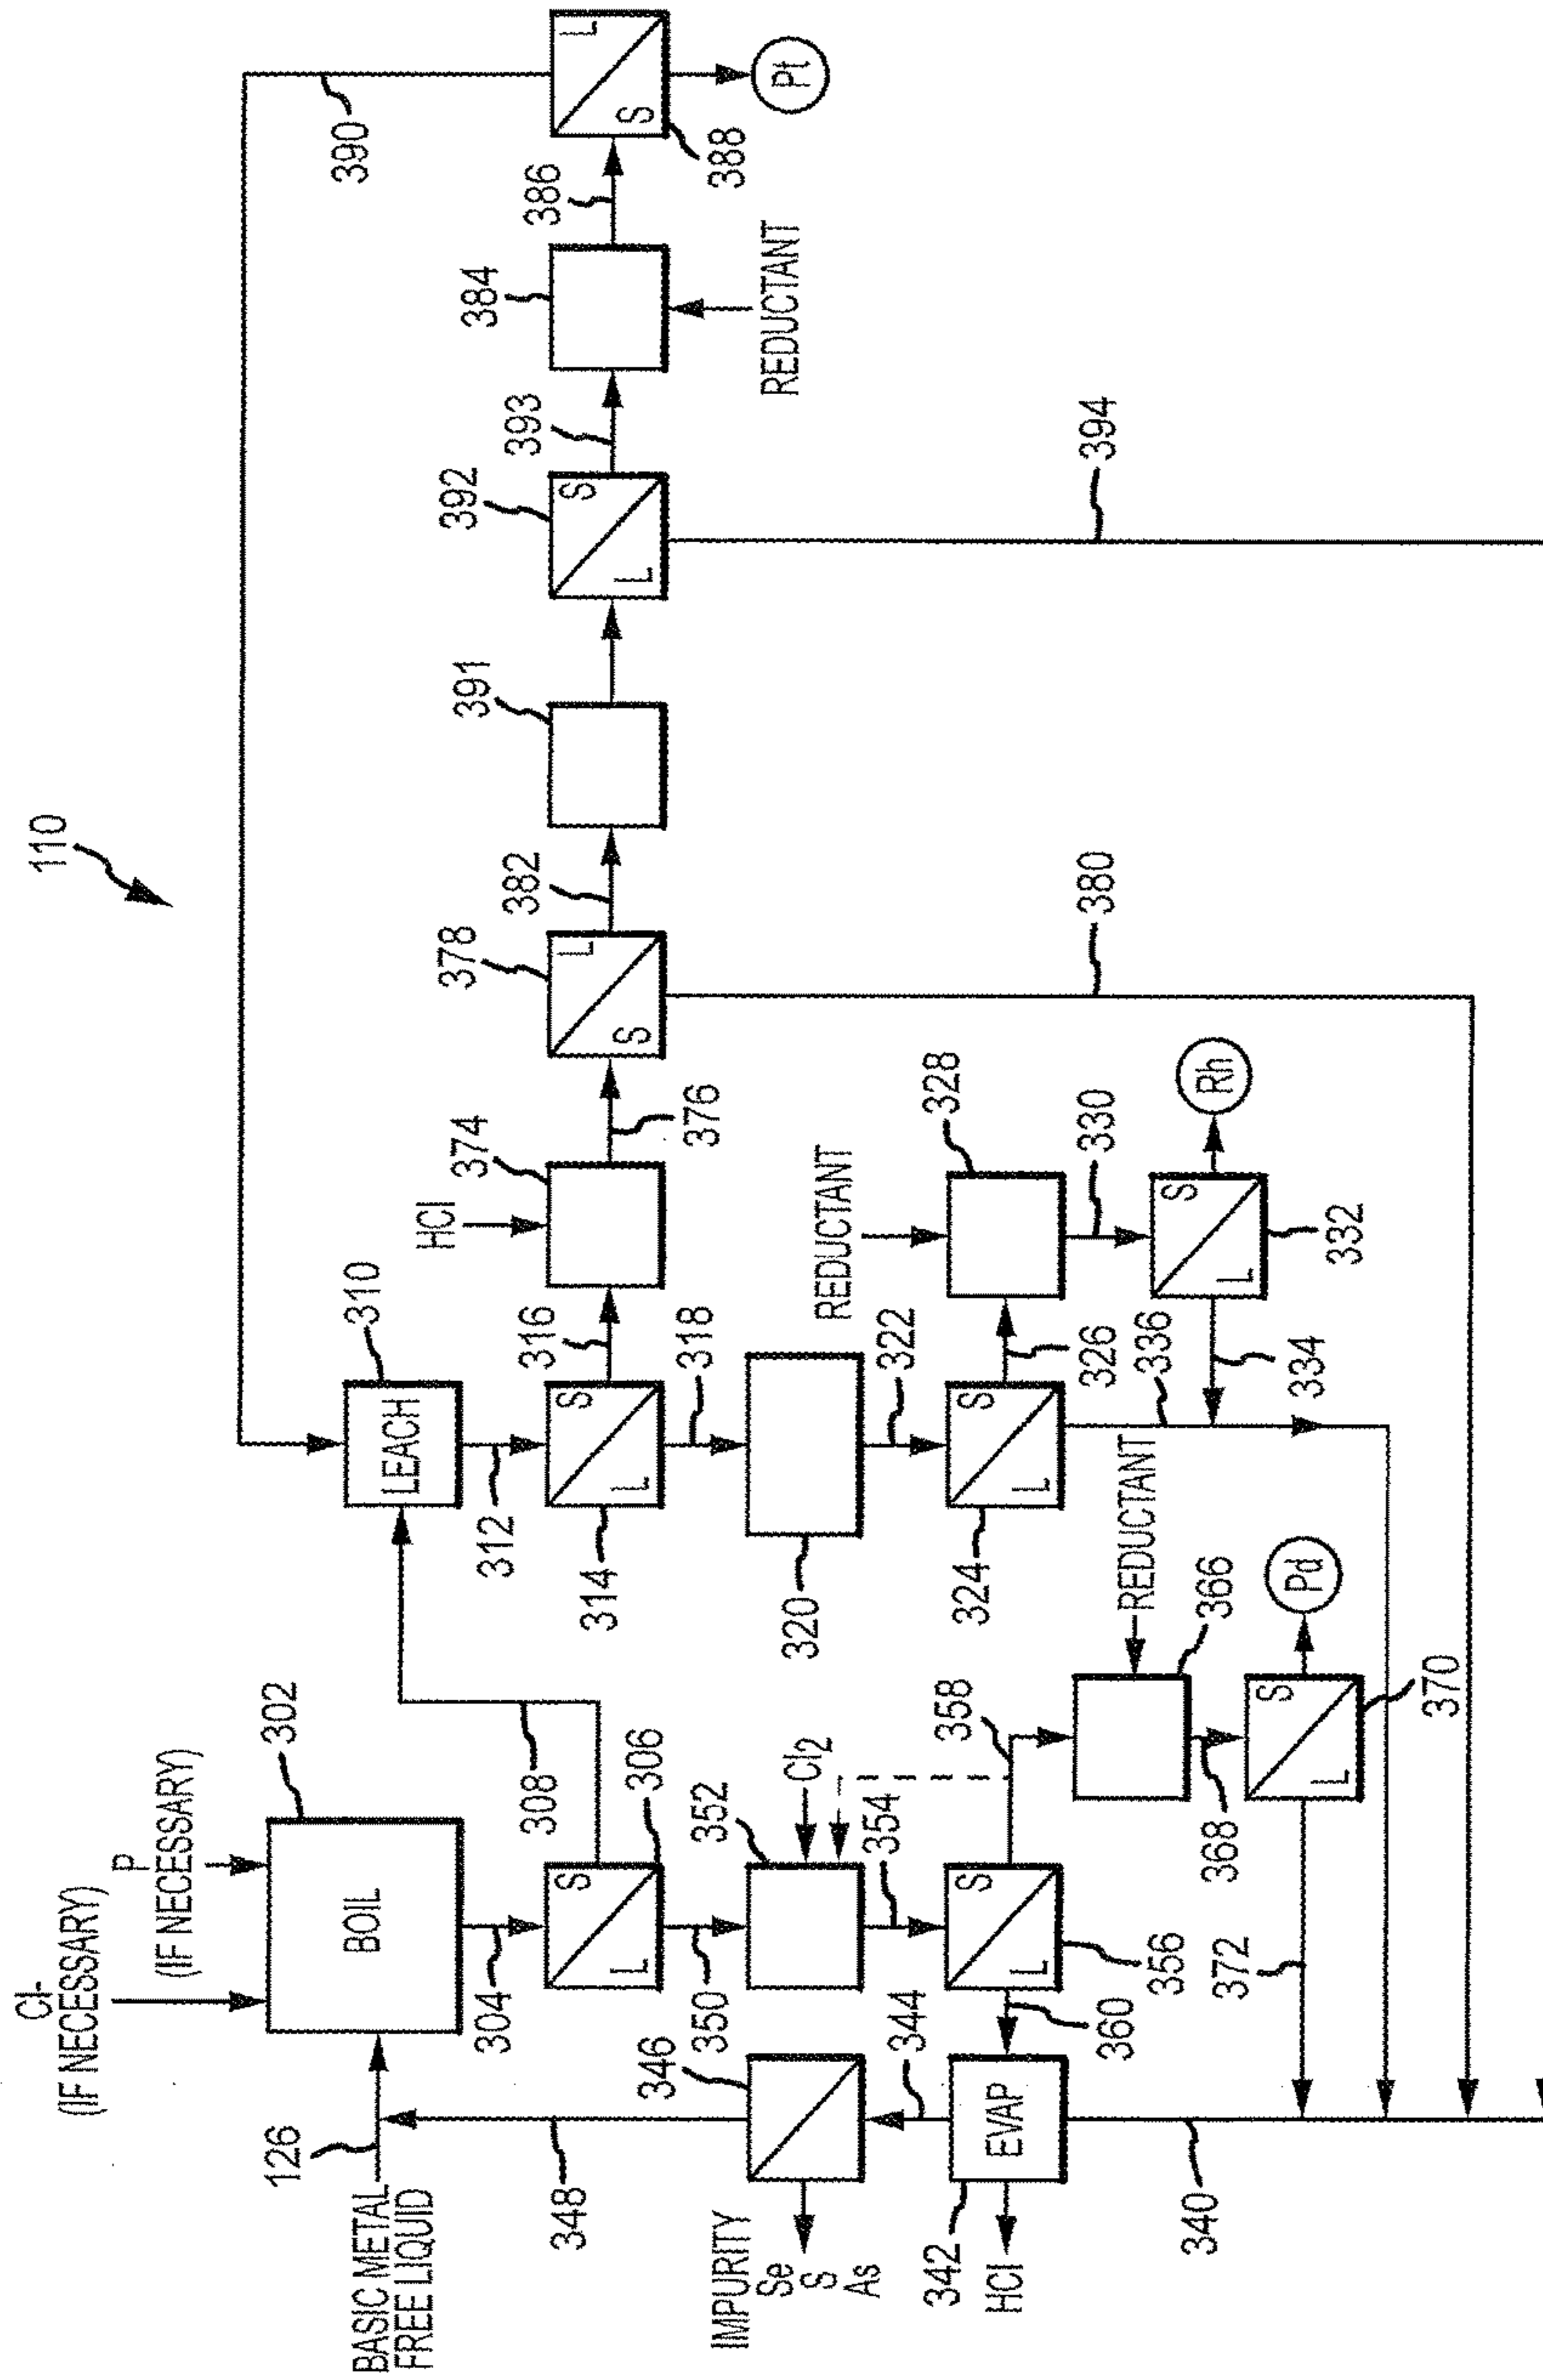 110
Cl-
(IF NECESSARY)
P
(IF NECESSARY)
126
302
310
390
BASIC METAL
FREE LIQUID
BOIL
LEACH
HCl
374
378
391
392
384
386
388
304
308
312
316
376
382
393
348
L
S
306
314
L
S
S
L
L
S
S
L
318
346
350
352
320
IMPURITY
Se
S
As
Cl2
REDUCTANT
REDUCTANT
Pt
354
322
328
342
344
324
HCl
EVAP
L
S
358
L
S
326
330
360
356
REDUCTANT
336
380
394
340
372
368
366
334
L
S
Rh
332
L
S
Pd
370